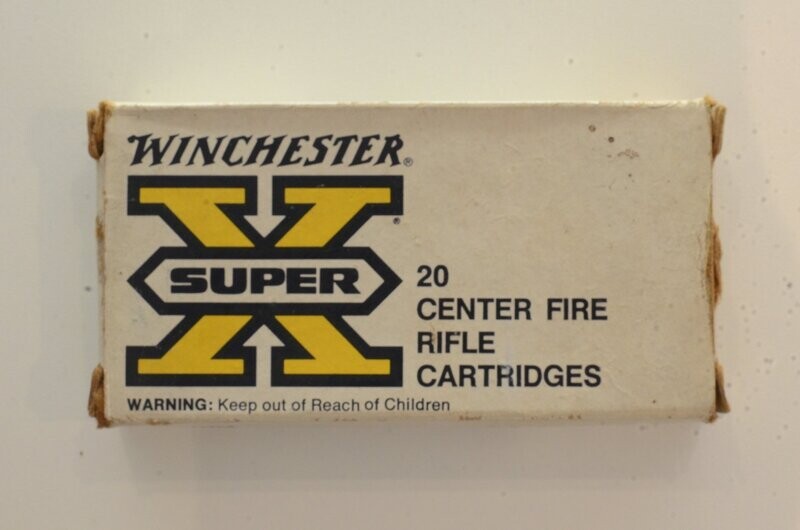 WINCHESTER®
SUPER X®
20
CENTER FIRE
RIFLE
CARTRIDGES
WARNING: Keep out of Reach of Children